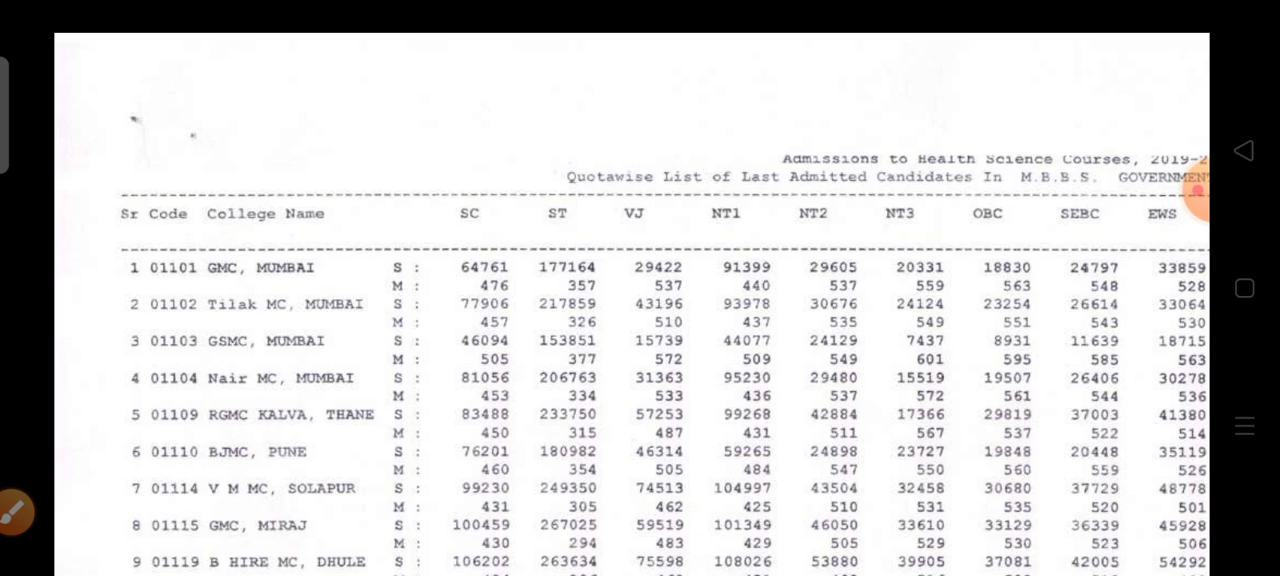 Admissions to Health Science Courses, 2019-2
Quotawise List of Last Admitted Candidates In M.B.B.S. GOVERNMEN
Sr Code College Name SC ST VJ NT1 NT2 NT3 OBC SEBC EWS
1 01101 GMC, MUMBAI S : 64761 177164 29422 91399 29605 20331 18830 24797 33859
M : 476 357 537 440 537 559 563 548 528
2 01102 Tilak MC, MUMBAI S : 77906 217859 43196 93978 30676 24124 23254 26614 33064
M : 457 326 510 437 535 549 551 543 530
3 01103 GSMC, MUMBAI S : 46094 153851 15739 44077 24129 7437 8931 11639 18715
M : 505 377 572 509 549 601 595 585 563
4 01104 Nair MC, MUMBAI S : 81056 206763 31363 95230 29480 15519 19507 26406 30278
M : 453 334 533 436 537 572 561 544 536
5 01109 RGMC KALVA, THANE S : 83488 233750 57253 99268 42884 17366 29819 37003 41380
M : 450 315 487 431 511 567 537 522 514
6 01110 BJMC, PUNE S : 76201 180982 46314 59265 24898 23727 19848 20448 35119
M : 460 354 505 484 547 550 560 559 526
7 01114 V M MC, SOLAPUR S : 99230 249350 74513 104997 43504 32458 30680 37729 48778
M : 431 305 462 425 510 531 535 520 501
8 01115 GMC, MIRAJ S : 100459 267025 59519 101349 46050 33610 33129 36339 45928
M : 430 294 483 429 505 529 530 523 506
9 01119 B HIRE MC, DHULE S : 106202 263634 75598 108026 53880 39905 37081 42005 54292